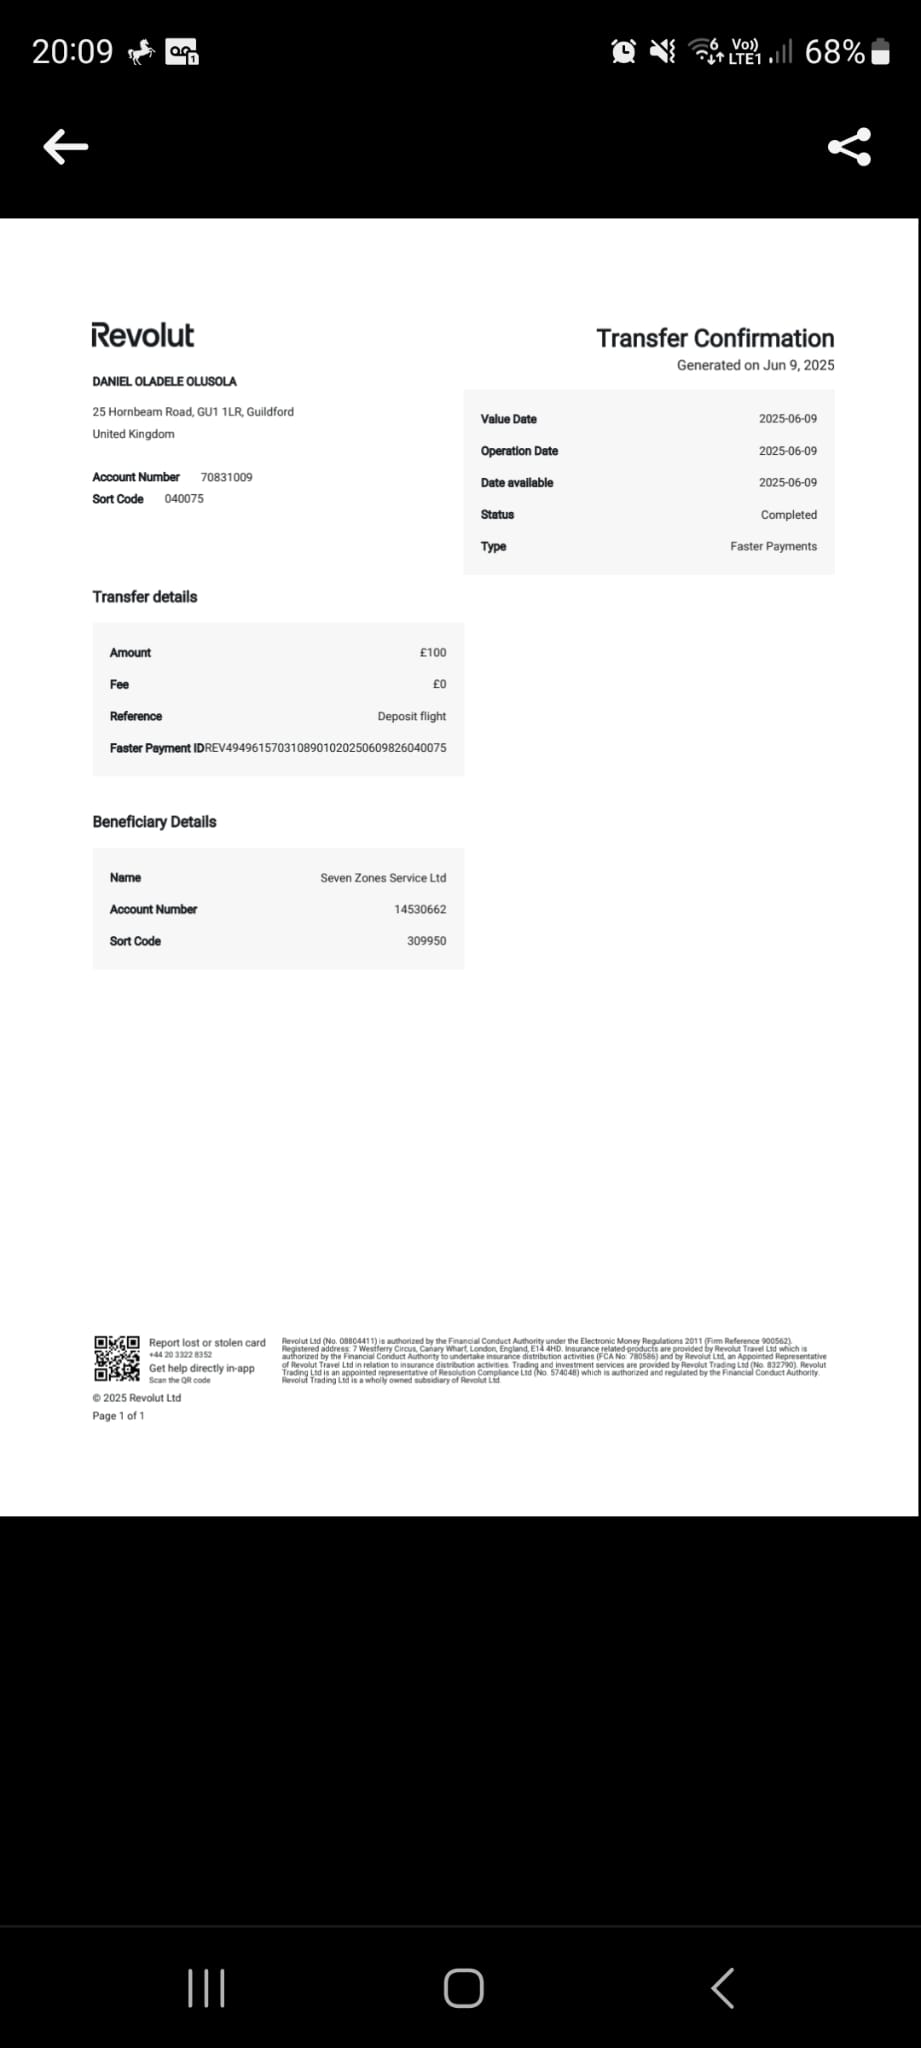 20:09
6
Vo))
LTE1
68%
Revolut
Transfer Confirmation
Generated on Jun 9, 2025
DANIEL OLADELE OLUSOLA
25 Hornbeam Road, GU1 1LR, Guildford
United Kingdom
Account Number 70831009
Sort Code 040075
Value Date 2025-06-09
Operation Date 2025-06-09
Date available 2025-06-09
Status Completed
Type Faster Payments
Transfer details
Amount £100
Fee £0
Reference Deposit flight
Faster Payment IDREV4949615703108901020250609826040075
Beneficiary Details
Name Seven Zones Service Ltd
Account Number 14530662
Sort Code 309950
Report lost or stolen card
+44 20 3322 8352
Get help directly in-app
Scan the QR code
Revolut Ltd (No. 08804411) is authorized by the Financial Conduct Authority under the Electronic Money Regulations 2011 (Firm Reference 900562).
Registered address: 7 Westferry Circus, Canary Wharf, London, England, E14 4HD. Insurance related-products are provided by Revolut Travel Ltd which is
authorized by the Financial Conduct Authority to undertake insurance distribution activities (FCA No: 780586) and by Revolut Ltd, an Appointed Representative
of Revolut Travel Ltd in relation to insurance distribution activities. Trading and investment services are provided by Revolut Trading Ltd (No. 832790). Revolut
Trading Ltd is an appointed representative of Resolution Compliance Ltd (No. 574048) which is authorized and regulated by the Financial Conduct Authority.
Revolut Trading Ltd is a wholly owned subsidiary of Revolut Ltd.
© 2025 Revolut Ltd
Page 1 of 1